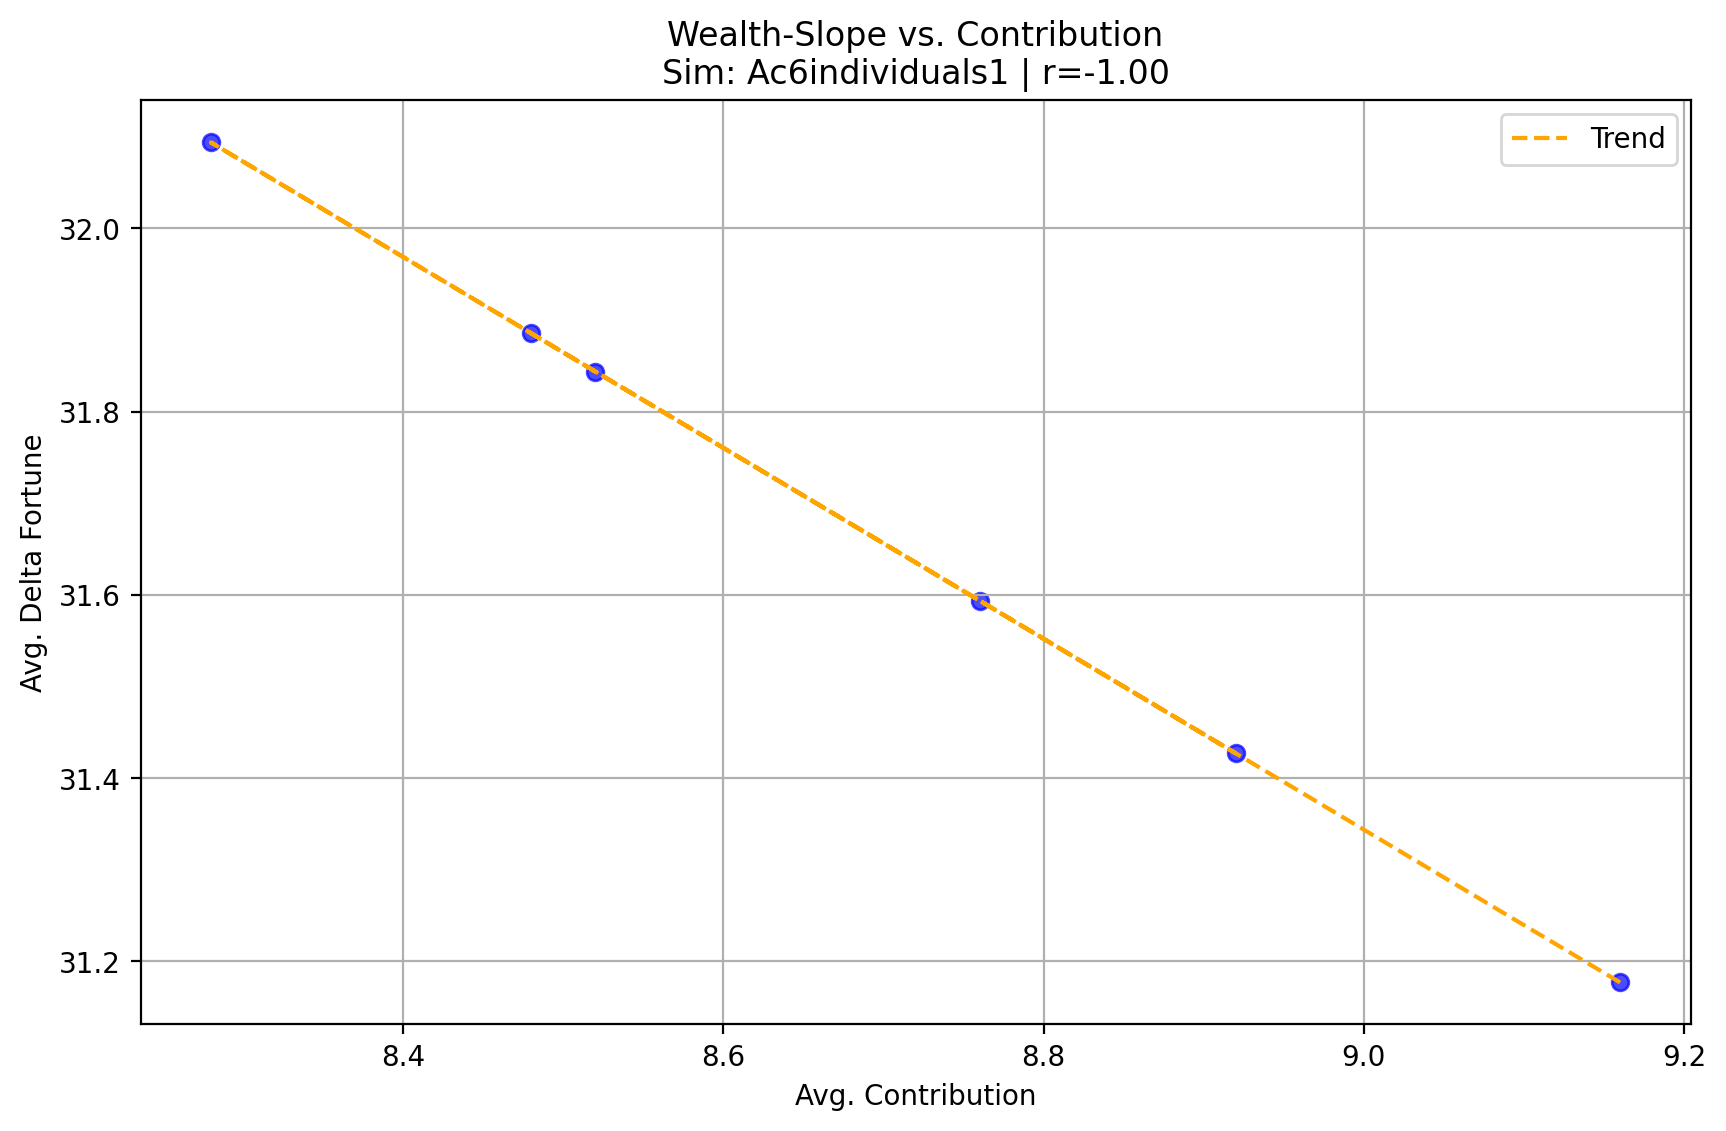 Wealth-Slope vs. Contribution
Sim: Ac6individuals1 | r=-1.00
Trend
32.0
31.8
31.6
31.4
31.2
Avg. Delta Fortune
8.4 8.6 8.8 9.0 9.2
Avg. Contribution